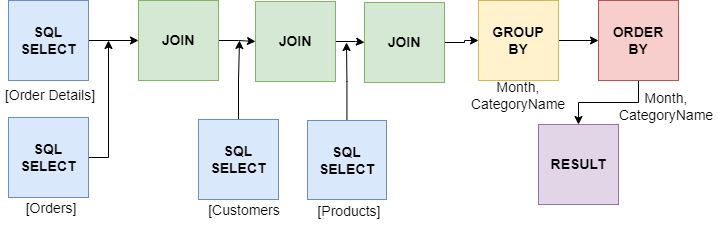 SQL
SELECT
[Order Details]
JOIN
JOIN
JOIN
GROUP
BY
Month,
CategoryName
ORDER
BY
Month,
CategoryName
SQL
SELECT
[Orders]
SQL
SELECT
[Customers
SQL
SELECT
[Products]
RESULT